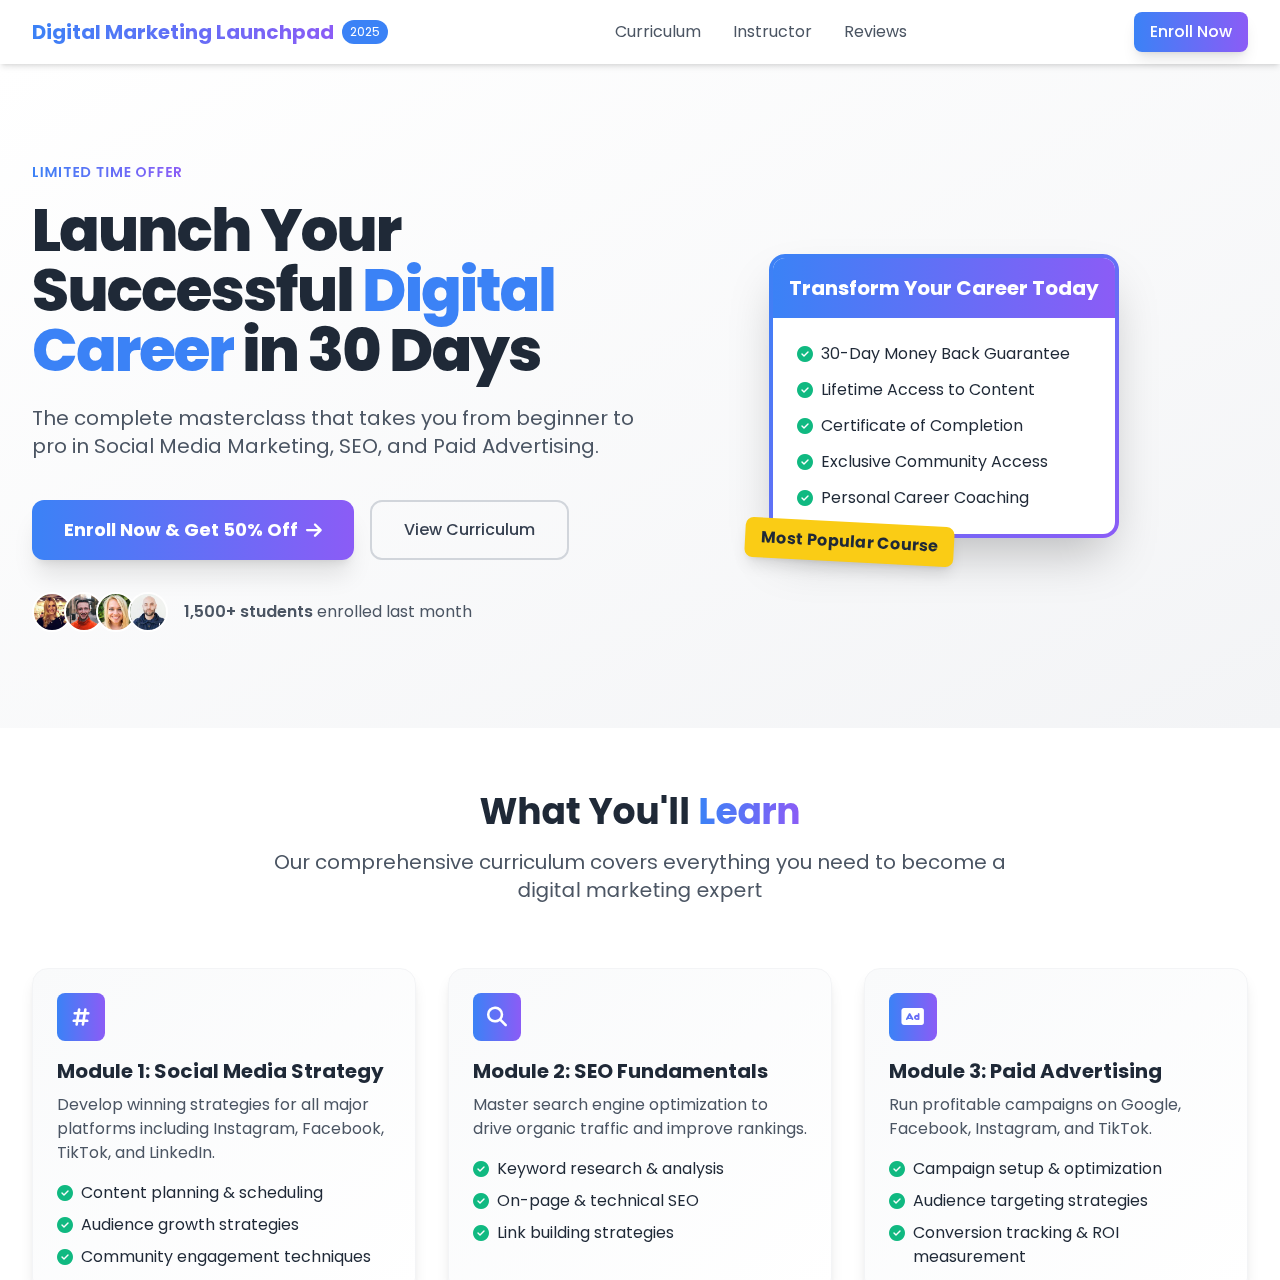 Digital Marketing Launchpad 2025
Curriculum Instructor Reviews
Enroll Now
LIMITED TIME OFFER
Launch Your
Successful Digital
Career in 30 Days
The complete masterclass that takes you from beginner to
pro in Social Media Marketing, SEO, and Paid Advertising.
Enroll Now & Get 50% Off →
View Curriculum
1,500+ students enrolled last month
Transform Your Career Today
30-Day Money Back Guarantee
Lifetime Access to Content
Certificate of Completion
Exclusive Community Access
Personal Career Coaching
Most Popular Course
What You'll Learn
Our comprehensive curriculum covers everything you need to become a
digital marketing expert
#
Module 1: Social Media Strategy
Develop winning strategies for all major
platforms including Instagram, Facebook,
TikTok, and LinkedIn.
Content planning & scheduling
Audience growth strategies
Community engagement techniques
Module 2: SEO Fundamentals
Master search engine optimization to
drive organic traffic and improve rankings.
Keyword research & analysis
On-page & technical SEO
Link building strategies
Ad
Module 3: Paid Advertising
Run profitable campaigns on Google,
Facebook, Instagram, and TikTok.
Campaign setup & optimization
Audience targeting strategies
Conversion tracking & ROI
measurement